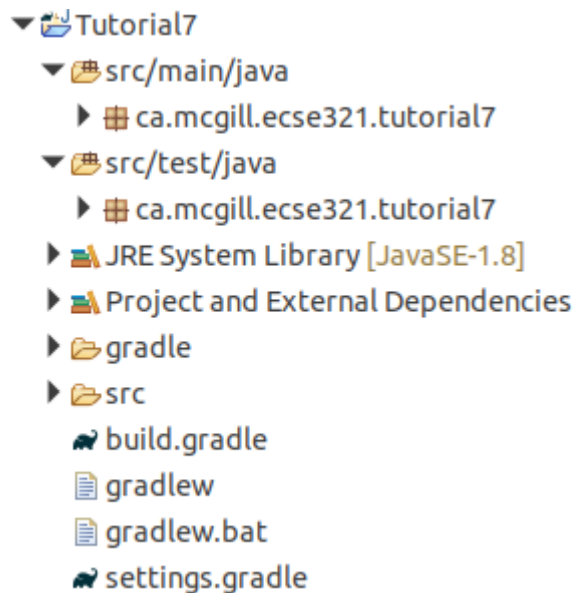 Tutorial7
src/main/java
ca.mcgill.ecse321.tutorial7
src/test/java
ca.mcgill.ecse321.tutorial7
JRE System Library [JavaSE-1.8]
Project and External Dependencies
gradle
src
build.gradle
gradlew
gradlew.bat
settings.gradle